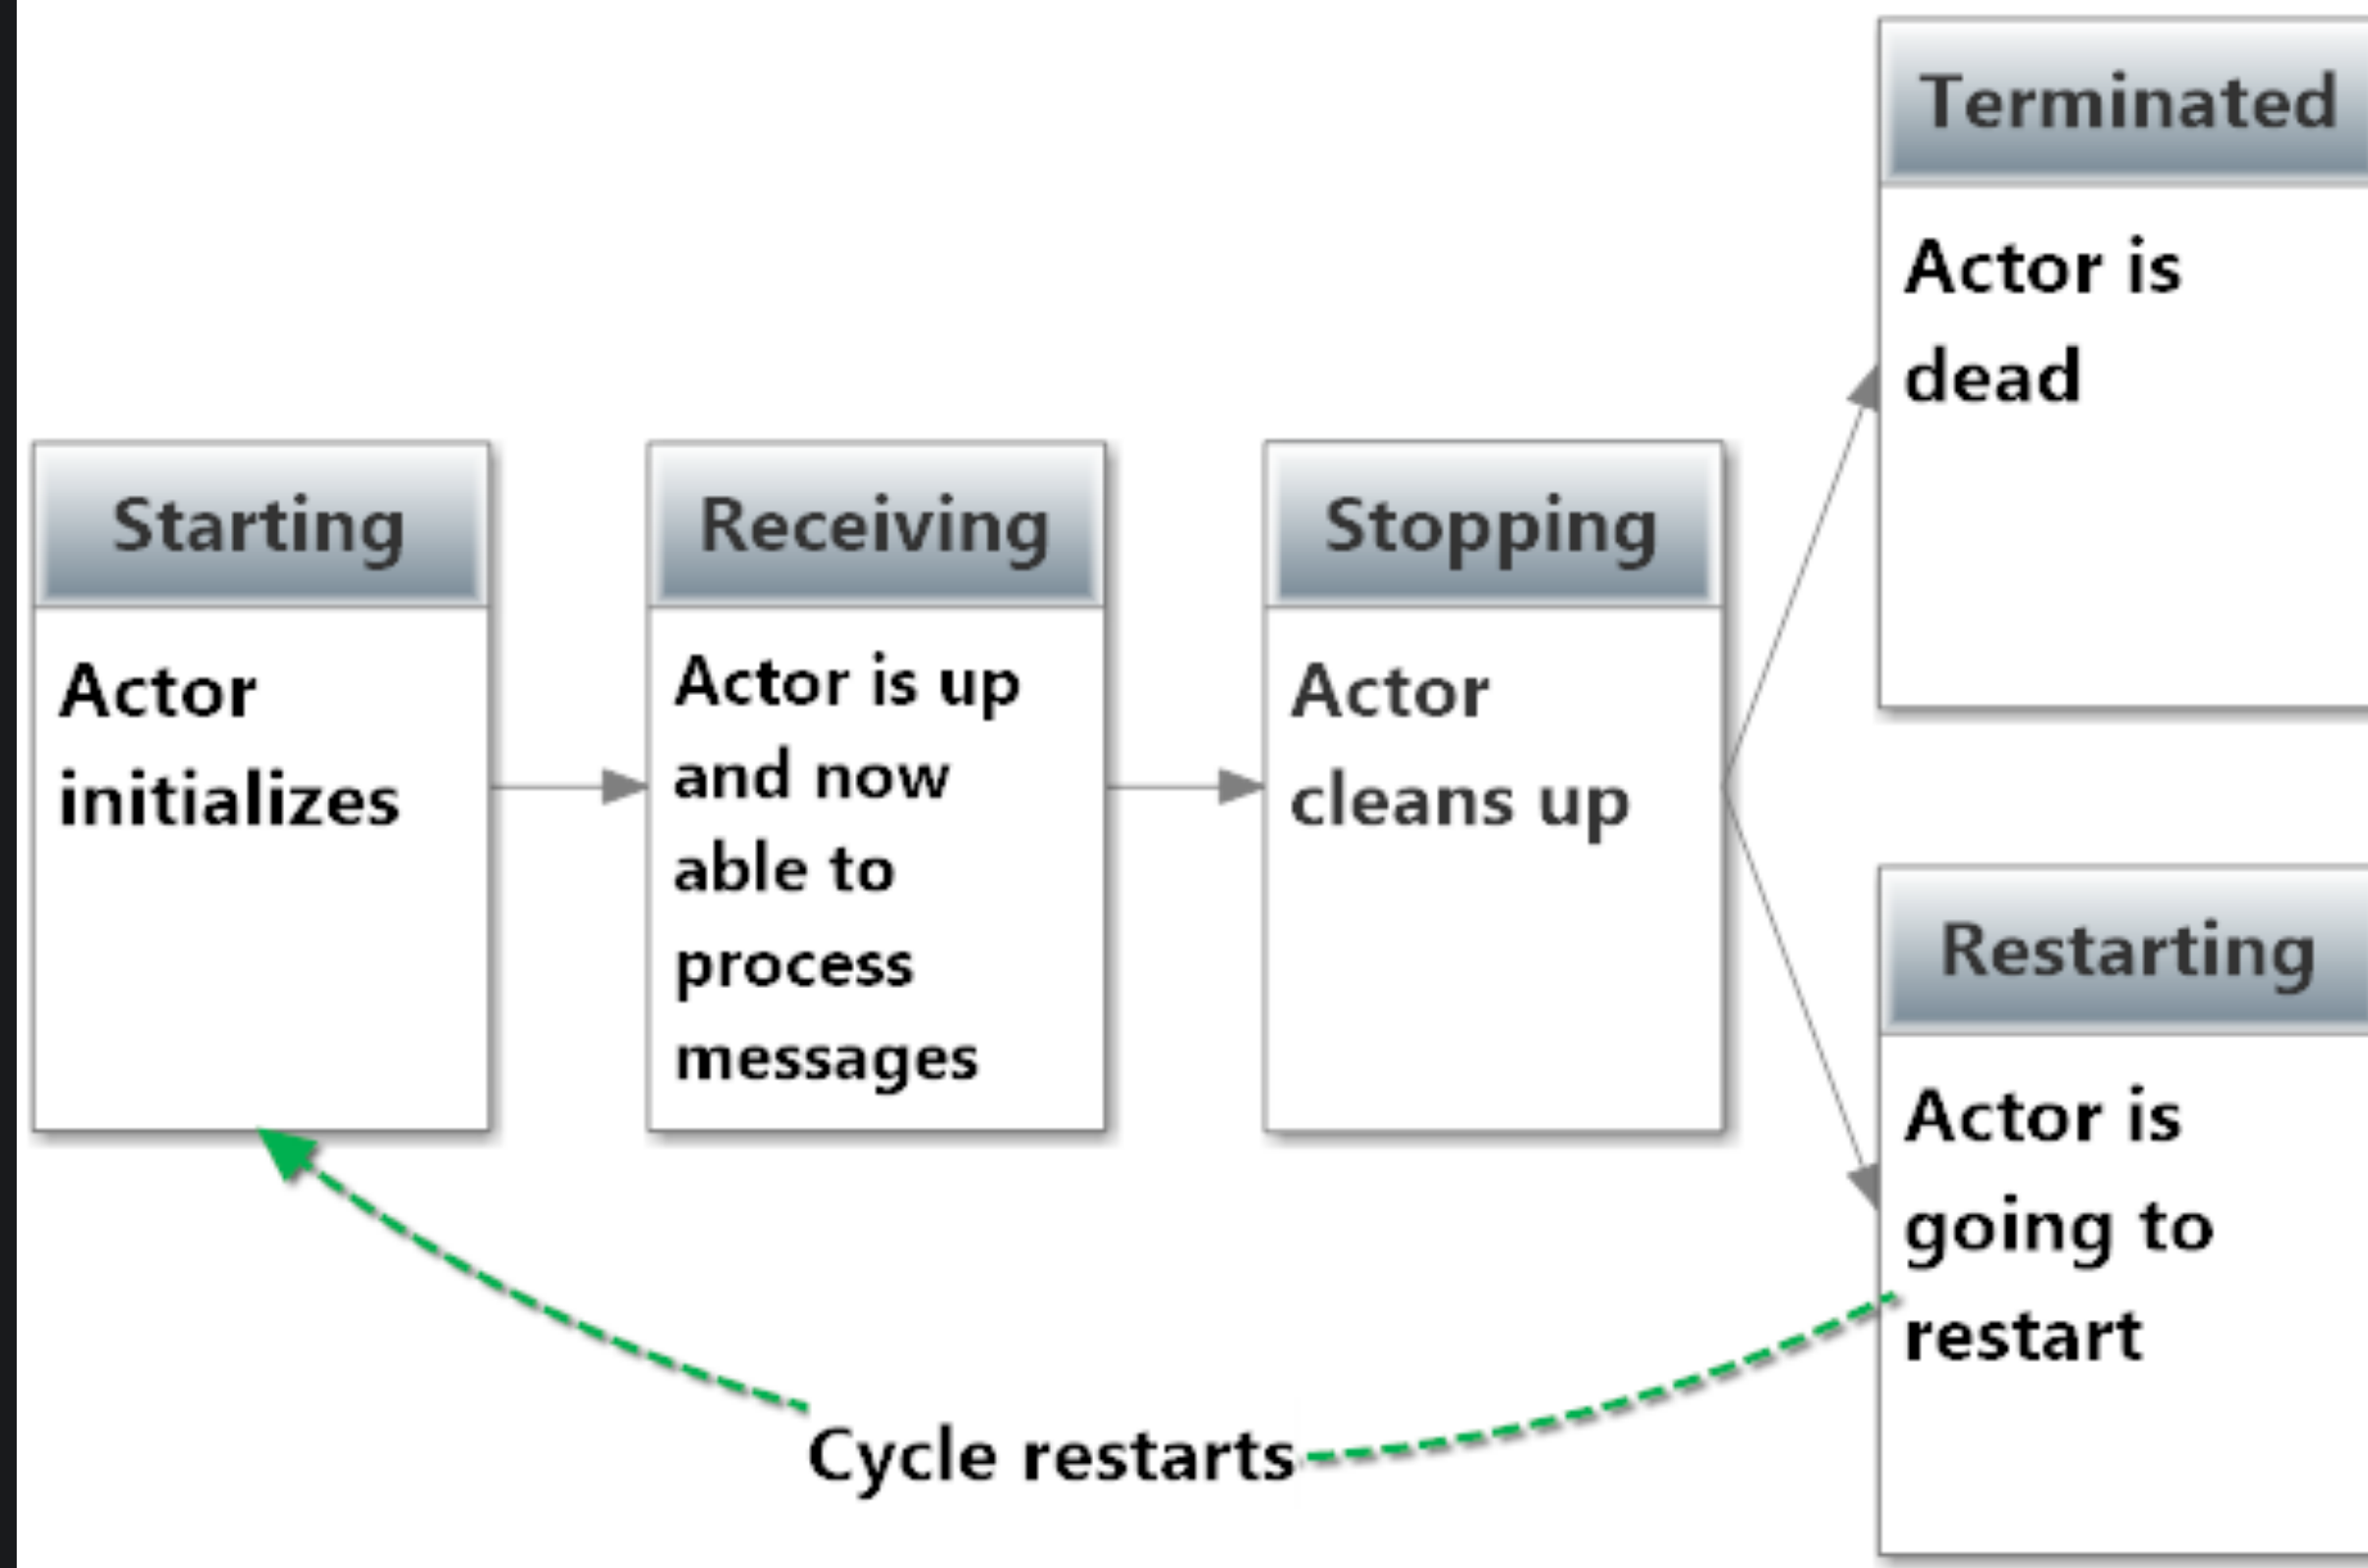 Starting
Actor
initializes
Receiving
Actor is up
and now
able to
process
messages
Stopping
Actor
cleans up
Terminated
Actor is
dead
Restarting
Actor is
going to
restart
Cycle restarts